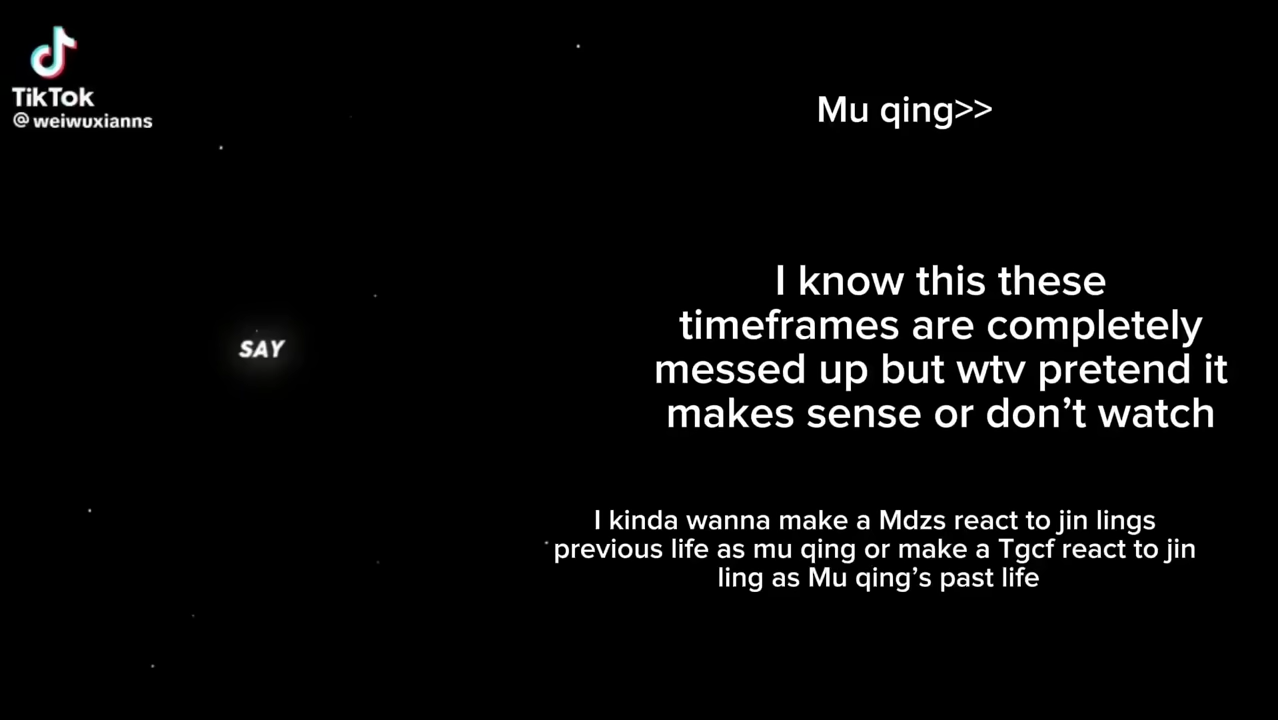 TikTok
@weiwuxianns
Mu qing>>
I know this these
timeframes are completely
messed up but wtv pretend it
makes sense or don’t watch
SAY
I kinda wanna make a Mdzs react to jin lings
previous life as mu qing or make a Tgcf react to jin
ling as Mu qing’s past life